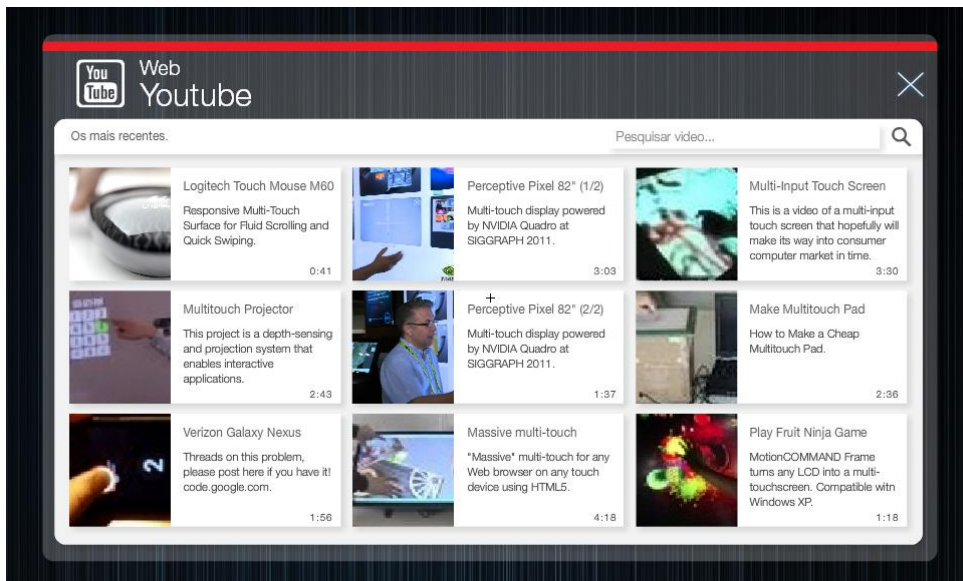 You
Tube
Web
Youtube
Os mais recentes.
Pesquisar video...
Logitech Touch Mouse M60
Responsive Multi-Touch
Surface for Fluid Scrolling and
Quick Swiping.
0:41
Perceptive Pixel 82" (1/2)
Multi-touch display powered
by NVIDIA Quadro at
SIGGRAPH 2011.
3:03
Multi-Input Touch Screen
This is a video of a multi-input
touch screen that hopefully will
make its way into consumer
computer market in time.
3:30
Multitouch Projector
This project is a depth-sensing
and projection system that
enables interactive
applications.
2:43
Perceptive Pixel 82" (2/2)
Multi-touch display powered
by NVIDIA Quadro at
SIGGRAPH 2011.
1:37
Make Multitouch Pad
How to Make a Cheap
Multitouch Pad.
2:36
Verizon Galaxy Nexus
Threads on this problem,
please post here if you have it!
code.google.com.
1:56
2
Massive multi-touch
"Massive" multi-touch for any
Web browser on any touch
device using HTML5.
4:18
Play Fruit Ninja Game
MotionCOMMAND Frame
turns any LCD into a multi-
touchscreen. Compatible with
Windows XP.
1:18